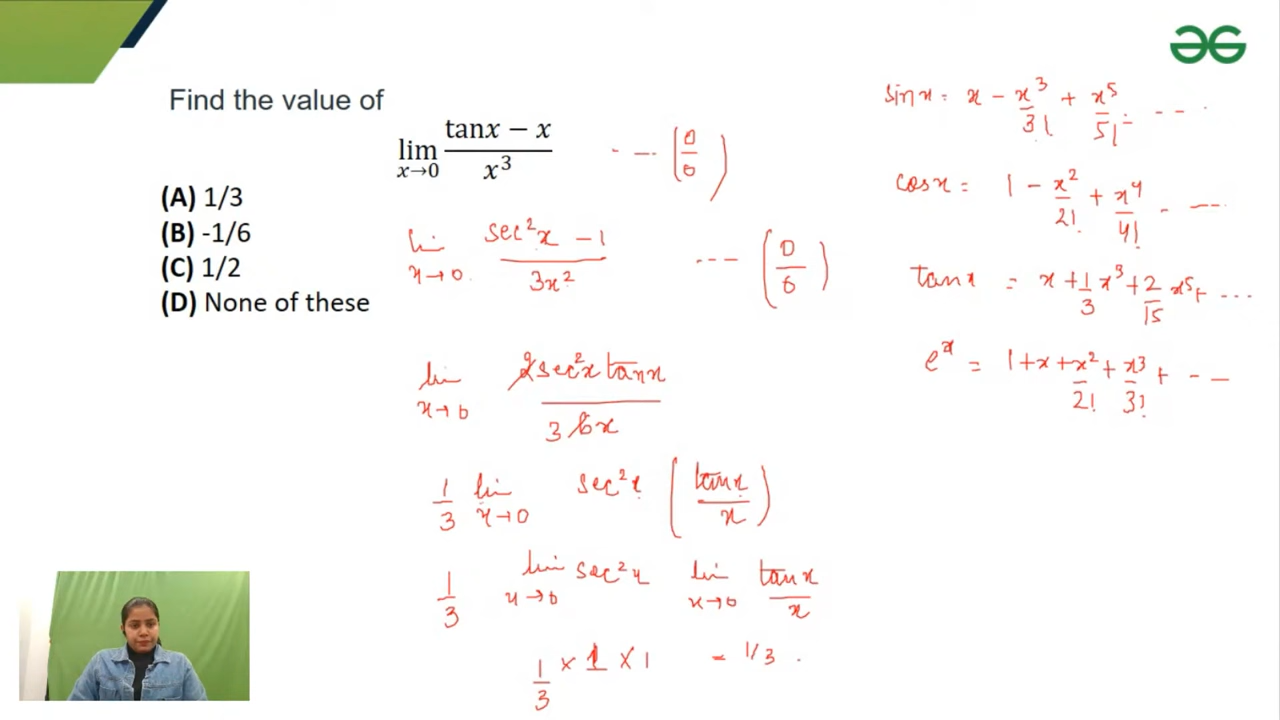 Find the value of
lim x→0 (tanx − x)/x³ --- (0/0)
(A) 1/3
(B) -1/6
(C) 1/2
(D) None of these
lim x→0 (sec²x − 1)/3x² --- (0/0)
lim x→0 2sec²x tanx / 3 6x
1/3 lim x→0 sec²x (tanx/x)
1/3 lim x→0 sec²x lim x→0 tanx/x
1/3 × 1 × 1 = 1/3
sinx = x − x³/3! + x⁵/5! - - -
cosx = 1 − x²/2! + x⁴/4! - ---
tanx = x + 1/3 x³ + 2/15 x⁵ + ...
eˣ = 1 + x + x²/2! + x³/3! + - -